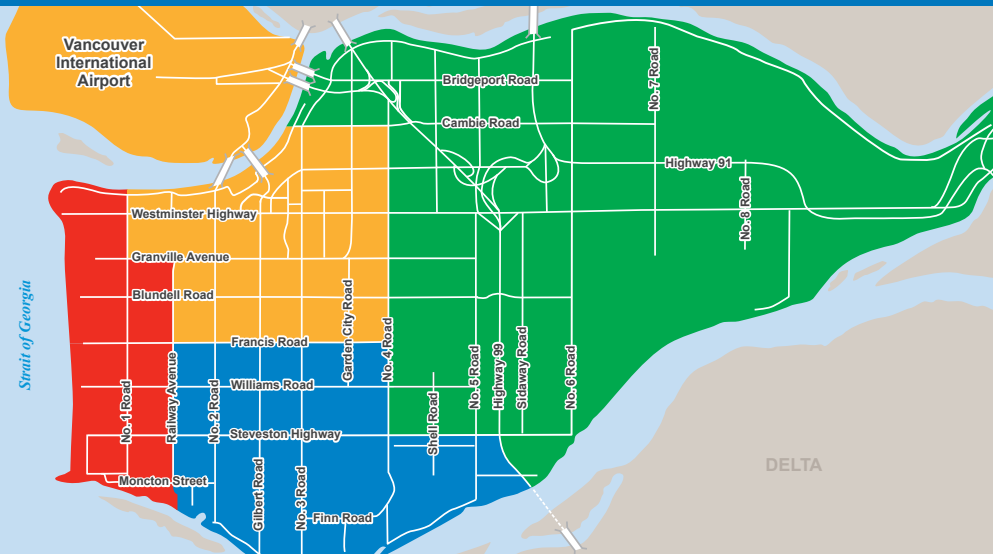 Vancouver
International
Airport
Bridgeport Road
No. 7 Road
Cambie Road
Highway 91
No. 8 Road
Westminster Highway
Granville Avenue
Strait of Georgia
Blundell Road
Garden City Road
No. 4 Road
Francis Road
No. 5 Road
Highway 99
Sidaway Road
No. 6 Road
No. 1 Road
Railway Avenue
No. 2 Road
Williams Road
Shell Road
Steveston Highway
DELTA
Moncton Street
Gilbert Road
No. 3 Road
Finn Road